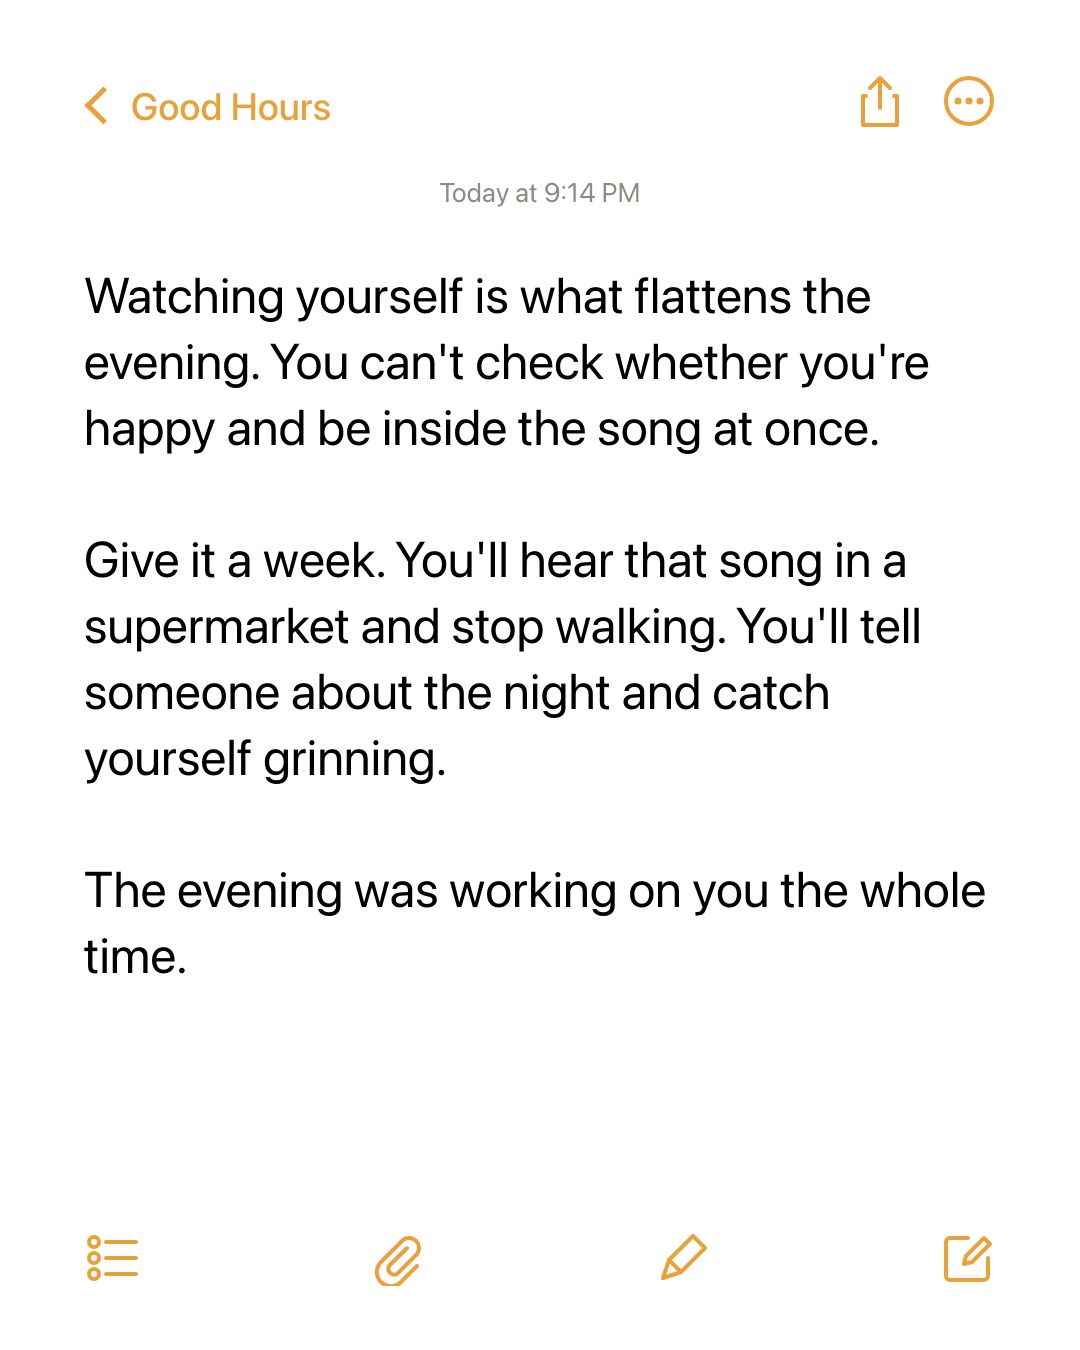 Good Hours
Today at 9:14 PM
Watching yourself is what flattens the
evening. You can't check whether you're
happy and be inside the song at once.
Give it a week. You'll hear that song in a
supermarket and stop walking. You'll tell
someone about the night and catch
yourself grinning.
The evening was working on you the whole
time.